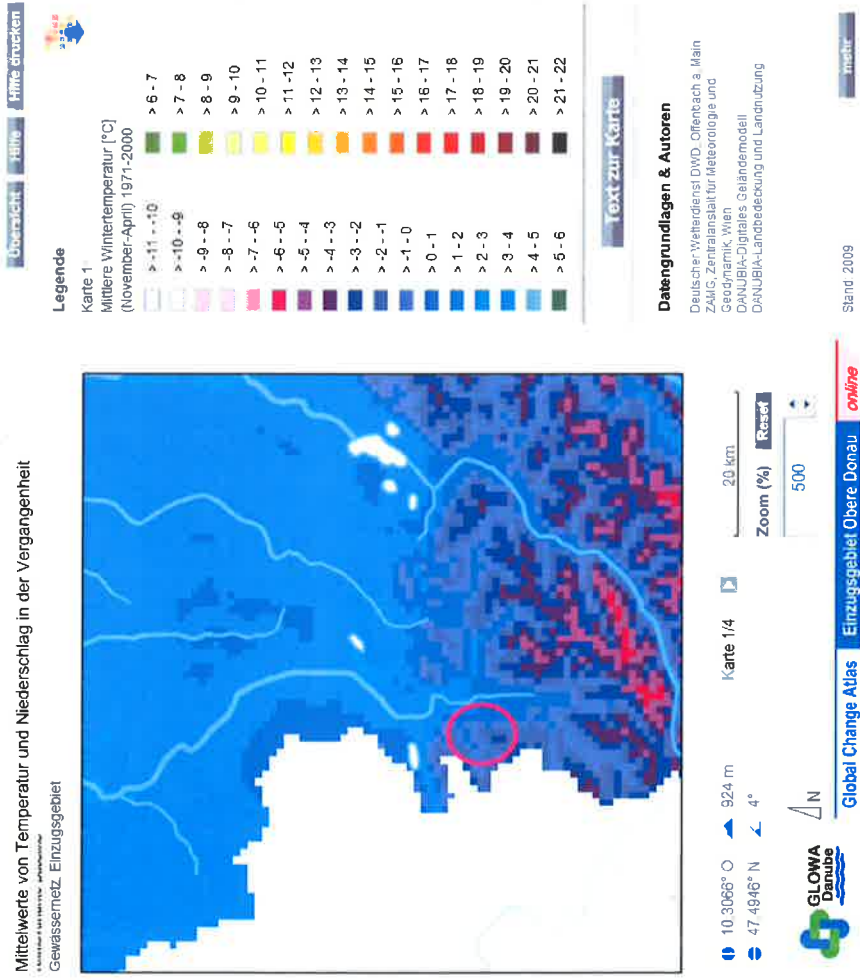 Übersicht Hilfe Hilfe drucken
Mittelwerte von Temperatur und Niederschlag in der Vergangenheit
Gewässernetz, Einzugsgebiet
Legende
Karte 1
Mittlere Wintertemperatur [°C]
(November-April) 1971-2000
> -11 - -10
> -10 - -9
> -9 - -8
> -8 - -7
> -7 - -6
> -6 - -5
> -5 - -4
> -4 - -3
> -3 - -2
> -2 - -1
> -1 - 0
> 0 - 1
> 1 - 2
> 2 - 3
> 3 - 4
> 4 - 5
> 5 - 6
> 6 - 7
> 7 - 8
> 8 - 9
> 9 - 10
> 10 - 11
> 11 - 12
> 12 - 13
> 13 - 14
> 14 - 15
> 15 - 16
> 16 - 17
> 17 - 18
> 18 - 19
> 19 - 20
> 20 - 21
> 21 - 22
Text zur Karte
Datengrundlagen & Autoren
Deutscher Wetterdienst DWD, Offenbach a. Main
ZAMG, Zentralanstalt für Meteorologie und
Geodynamik, Wien
DANUBIA-Digitales Geländemodell
DANUBIA-Landbedeckung und Landnutzung
Stand: 2009
mehr
10,3066° O 924 m
47,4946° N 4°
N
Karte 1/4
20 km
Zoom (%) Reset
500
GLOWA
Danube
Global Change Atlas Einzugsgebiet Obere Donau online